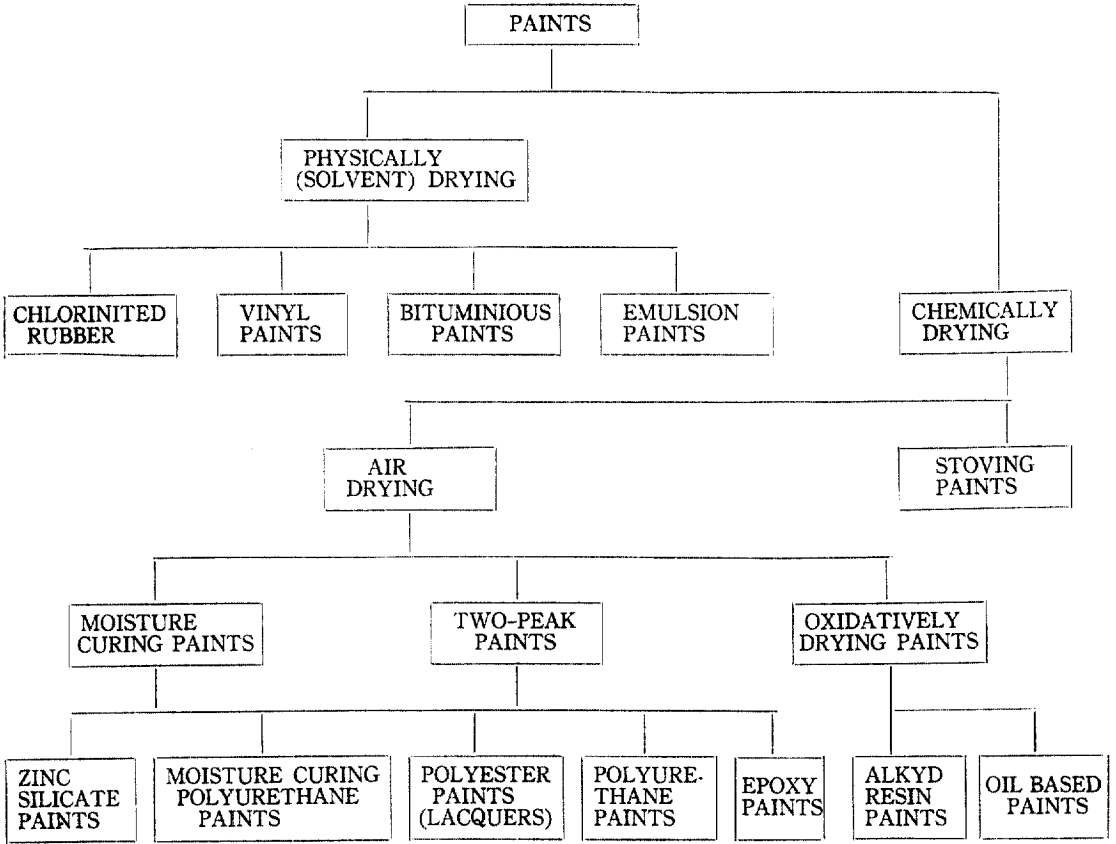 PAINTS
PHYSICALLY
(SOLVENT) DRYING
CHLORINITED
RUBBER
VINYL
PAINTS
BITUMINIOUS
PAINTS
EMULSION
PAINTS
CHEMICALLY
DRYING
AIR
DRYING
STOVING
PAINTS
MOISTURE
CURING PAINTS
TWO-PEAK
PAINTS
OXIDATIVELY
DRYING PAINTS
ZINC
SILICATE
PAINTS
MOISTURE CURING
POLYURETHANE
PAINTS
POLYESTER
PAINTS
(LACQUERS)
POLYURE-
THANE
PAINTS
EPOXY
PAINTS
ALKYD
RESIN
PAINTS
OIL BASED
PAINTS